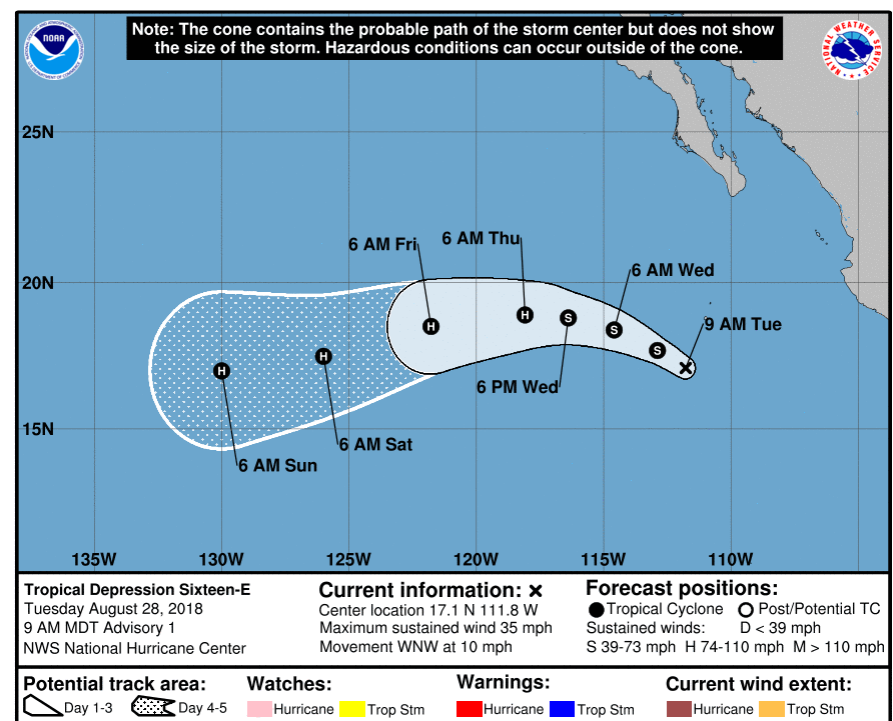 Note: The cone contains the probable path of the storm center but does not show
the size of the storm. Hazardous conditions can occur outside of the cone.
NOAA
NATIONAL WEATHER SERVICE
25N
20N
15N
6 AM Fri
6 AM Thu
6 AM Wed
9 AM Tue
H
H
H
H
S
S
S
6 PM Wed
6 AM Sat
6 AM Sun
135W
130W
125W
120W
115W
110W
Tropical Depression Sixteen-E
Tuesday August 28, 2018
9 AM MDT Advisory 1
NWS National Hurricane Center
Current information: ×
Center location 17.1 N 111.8 W
Maximum sustained wind 35 mph
Movement WNW at 10 mph
Forecast positions:
Tropical Cyclone Post/Potential TC
Sustained winds: D < 39 mph
S 39-73 mph H 74-110 mph M > 110 mph
Potential track area:
Day 1-3 Day 4-5
Watches:
Hurricane Trop Stm
Warnings:
Hurricane Trop Stm
Current wind extent:
Hurricane Trop Stm